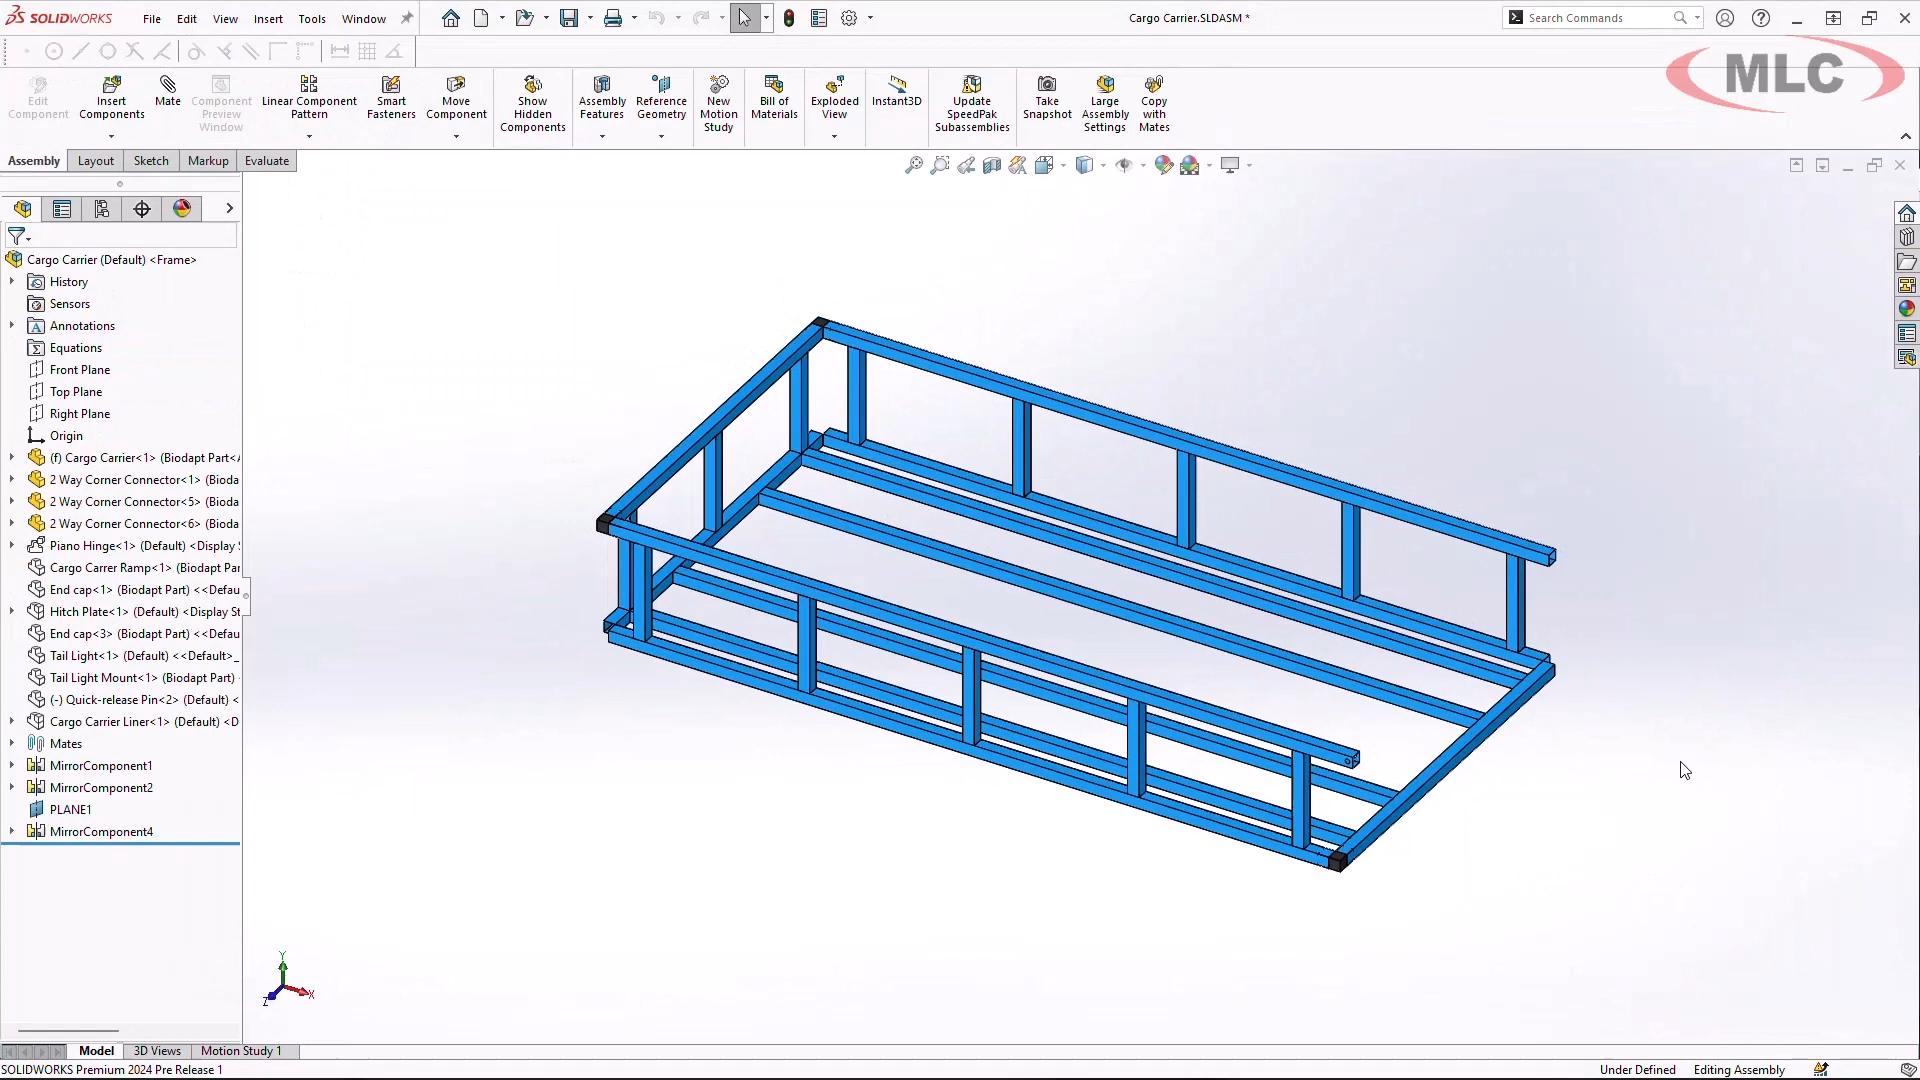 SOLIDWORKS
File Edit View Insert Tools Window
Cargo Carrier.SLDASM *
Search Commands
MLC
Edit Component
Insert Components
Mate
Component Preview Window
Linear Component Pattern
Smart Fasteners
Move Component
Show Hidden Components
Assembly Features
Reference Geometry
New Motion Study
Bill of Materials
Exploded View
Instant3D
Update SpeedPak Subassemblies
Take Snapshot
Large Assembly Settings
Copy with Mates
Assembly Layout Sketch Markup Evaluate
Cargo Carrier (Default) <Frame>
History
Sensors
Annotations
Equations
Front Plane
Top Plane
Right Plane
Origin
(f) Cargo Carrier<1> (Biodapt Part<
2 Way Corner Connector<1> (Bioda
2 Way Corner Connector<5> (Bioda
2 Way Corner Connector<6> (Bioda
Piano Hinge<1> (Default) <Display
Cargo Carrer Ramp<1> (Biodapt Par
End cap<1> (Biodapt Part) <<Defau
Hitch Plate<1> (Default) <Display St
End cap<3> (Biodapt Part) <<Defau
Tail Light<1> (Default) <<Default>_
Tail Light Mount<1> (Biodapt Part)
(-) Quick-release Pin<2> (Default) <
Cargo Carrier Liner<1> (Default) <D
Mates
MirrorComponent1
MirrorComponent2
PLANE1
MirrorComponent4
Y
X
Z
Model 3D Views Motion Study 1
SOLIDWORKS Premium 2024 Pre Release 1
Under Defined Editing Assembly